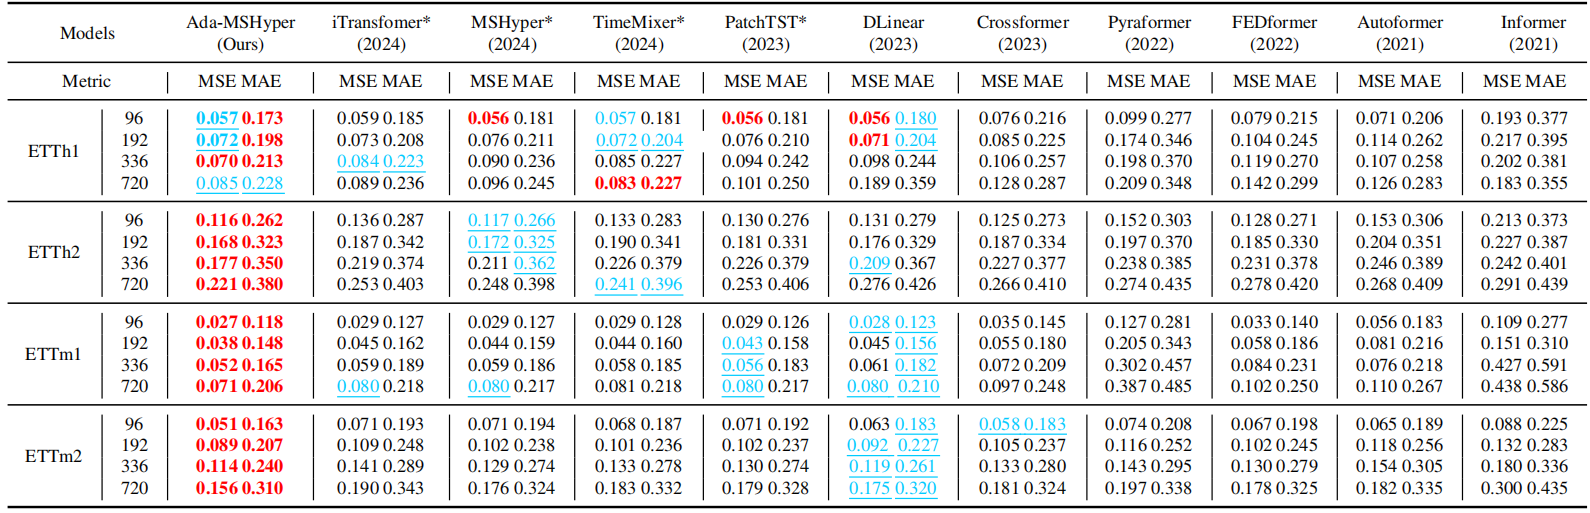 Models Ada-MSHyper iTransfomer* MSHyper* TimeMixer* PatchTST* DLinear Crossformer Pyraformer FEDformer Autoformer Informer
(Ours) (2024) (2024) (2024) (2023) (2023) (2023) (2022) (2022) (2021) (2021)
Metric MSE MAE MSE MAE MSE MAE MSE MAE MSE MAE MSE MAE MSE MAE MSE MAE MSE MAE MSE MAE MSE MAE
ETTh1
96 0.057 0.173 0.059 0.185 0.056 0.181 0.057 0.181 0.056 0.181 0.056 0.180 0.076 0.216 0.099 0.277 0.079 0.215 0.071 0.206 0.193 0.377
192 0.072 0.198 0.073 0.208 0.076 0.211 0.072 0.204 0.076 0.210 0.071 0.204 0.085 0.225 0.174 0.346 0.104 0.245 0.114 0.262 0.217 0.395
336 0.070 0.213 0.084 0.223 0.090 0.236 0.085 0.227 0.094 0.242 0.098 0.244 0.106 0.257 0.198 0.370 0.119 0.270 0.107 0.258 0.202 0.381
720 0.085 0.228 0.089 0.236 0.096 0.245 0.083 0.227 0.101 0.250 0.189 0.359 0.128 0.287 0.209 0.348 0.142 0.299 0.126 0.283 0.183 0.355
ETTh2
96 0.116 0.262 0.136 0.287 0.117 0.266 0.133 0.283 0.130 0.276 0.131 0.279 0.125 0.273 0.152 0.303 0.128 0.271 0.153 0.306 0.213 0.373
192 0.168 0.323 0.187 0.342 0.172 0.325 0.190 0.341 0.181 0.331 0.176 0.329 0.187 0.334 0.197 0.370 0.185 0.330 0.204 0.351 0.227 0.387
336 0.177 0.350 0.219 0.374 0.211 0.362 0.226 0.379 0.226 0.379 0.209 0.367 0.227 0.377 0.238 0.385 0.231 0.378 0.246 0.389 0.242 0.401
720 0.221 0.380 0.253 0.403 0.248 0.398 0.241 0.396 0.253 0.406 0.276 0.426 0.266 0.410 0.274 0.435 0.278 0.420 0.268 0.409 0.291 0.439
ETTm1
96 0.027 0.118 0.029 0.127 0.029 0.127 0.029 0.128 0.029 0.126 0.028 0.123 0.035 0.145 0.127 0.281 0.033 0.140 0.056 0.183 0.109 0.277
192 0.038 0.148 0.045 0.162 0.044 0.159 0.044 0.160 0.043 0.158 0.045 0.156 0.055 0.180 0.205 0.343 0.058 0.186 0.081 0.216 0.151 0.310
336 0.052 0.165 0.059 0.189 0.059 0.186 0.058 0.185 0.056 0.183 0.061 0.182 0.072 0.209 0.302 0.457 0.084 0.231 0.076 0.218 0.427 0.591
720 0.071 0.206 0.080 0.218 0.080 0.217 0.081 0.218 0.080 0.217 0.080 0.210 0.097 0.248 0.387 0.485 0.102 0.250 0.110 0.267 0.438 0.586
ETTm2
96 0.051 0.163 0.071 0.193 0.071 0.194 0.068 0.187 0.071 0.192 0.063 0.183 0.058 0.183 0.074 0.208 0.067 0.198 0.065 0.189 0.088 0.225
192 0.089 0.207 0.109 0.248 0.102 0.238 0.101 0.236 0.102 0.237 0.092 0.227 0.105 0.237 0.116 0.252 0.102 0.245 0.118 0.256 0.132 0.283
336 0.114 0.240 0.141 0.289 0.129 0.274 0.133 0.278 0.130 0.274 0.119 0.261 0.133 0.280 0.143 0.295 0.130 0.279 0.154 0.305 0.180 0.336
720 0.156 0.310 0.190 0.343 0.176 0.324 0.183 0.332 0.179 0.328 0.175 0.320 0.181 0.324 0.197 0.338 0.178 0.325 0.182 0.335 0.300 0.435